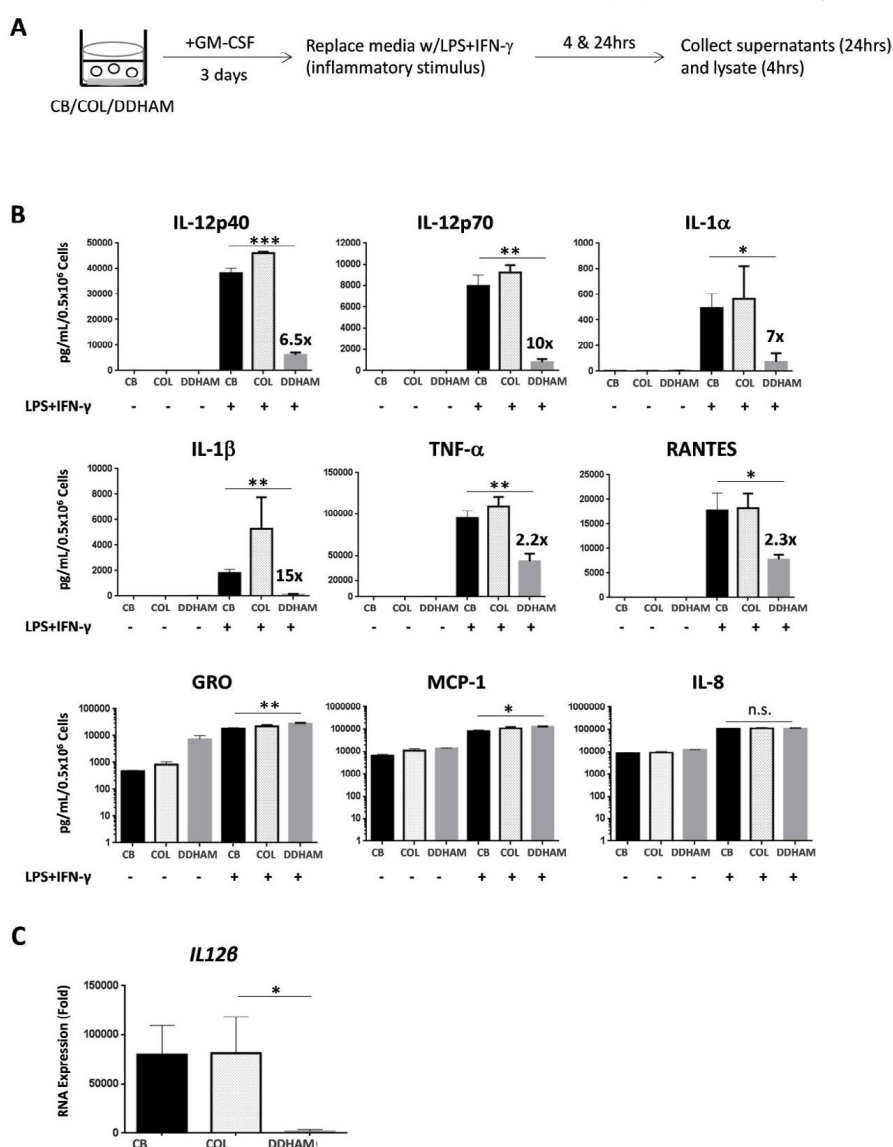 A
+GM-CSF
3 days
Replace media w/LPS+IFN-γ
(inflammatory stimulus)
4 & 24hrs
Collect supernatants (24hrs)
and lysate (4hrs)
CB/COL/DDHAM
B
IL-12p40
pg/mL/0.5x10⁶ Cells
50000
40000
30000
20000
10000
0
***
6.5x
CB COL DDHAM CB COL DDHAM
LPS+IFN-γ - - - + + +
IL-12p70
12000
10000
8000
6000
4000
2000
0
**
10x
CB COL DDHAM CB COL DDHAM
- - - + + +
IL-1α
1000
800
600
400
200
0
*
7x
CB COL DDHAM CB COL DDHAM
- - - + + +
IL-1β
pg/mL/0.5x10⁶ Cells
10000
8000
6000
4000
2000
0
**
15x
CB COL DDHAM CB COL DDHAM
LPS+IFN-γ - - - + + +
TNF-α
150000
100000
50000
20000
0
**
2.2x
CB COL DDHAM CB COL DDHAM
- - - + + +
RANTES
25000
20000
15000
10000
5000
0
*
2.3x
CB COL DDHAM CB COL DDHAM
- - - + + +
GRO
pg/mL/0.5x10⁶ Cells
100000
10000
1000
100
10
1
**
CB COL DDHAM CB COL DDHAM
LPS+IFN-γ - - - + + +
MCP-1
1000000
100000
10000
1000
100
10
1
*
CB COL DDHAM CB COL DDHAM
- - - + + +
IL-8
1000000
100000
10000
1000
100
10
1
n.s.
CB COL DDHAM CB COL DDHAM
- - - + + +
C
IL12β
RNA Expression (Fold)
150000
100000
50000
0
*
CB COL DDHAM